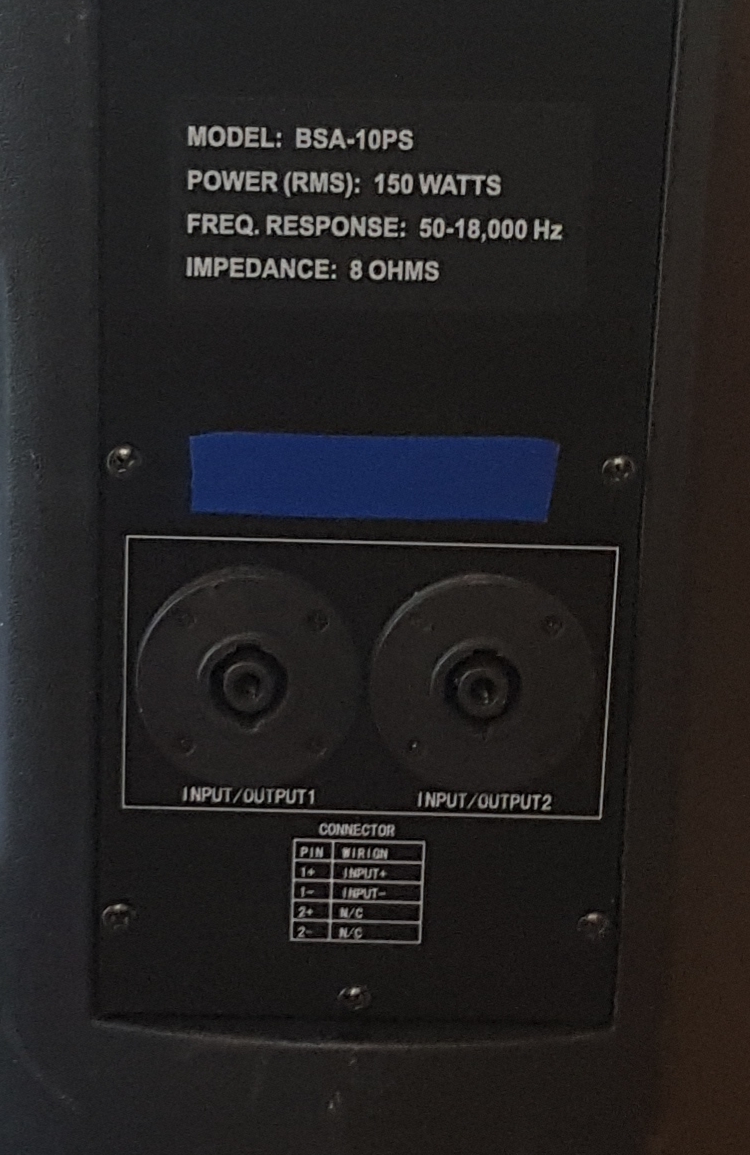 MODEL: BSA-10PS
POWER (RMS): 150 WATTS
FREQ. RESPONSE: 50-18,000 Hz
IMPEDANCE: 8 OHMS
INPUT/OUTPUT1 INPUT/OUTPUT2
CONNECTOR
PIN WIRIGN
1+ INPUT+
1- INPUT-
2+ N/C
2- N/C